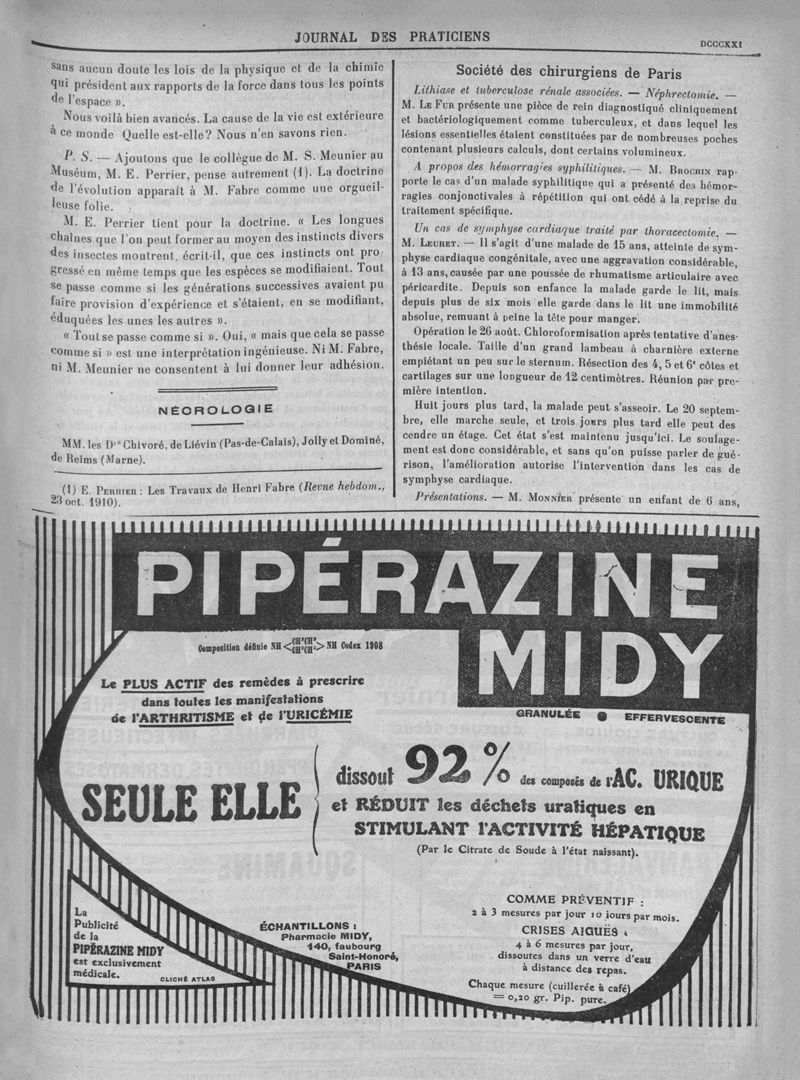 JOURNAL DES PRATICIENS
DCCCXXI
sans aucun doute les lois de la physique et de la chimie
qui président aux rapports de la force dans tous les points
de l'espace ».
Nous voilà bien avancés. La cause de la vie est extérieure
à ce monde Quelle est-elle? Nous n'en savons rien.
P. S. — Ajoutons que le collègue de M. S. Meunier au
Muséum, M. E. Perrier, pense autrement (1). La doctrine
de l'évolution apparaît à M. Fabre comme une orgueil-
leuse folie.
M. E. Perrier tient pour la doctrine. « Les longues
chaînes que l'on peut former au moyen des instincts divers
des insectes montrent, écrit-il, que ces instincts ont pro
gressé en même temps que les espèces se modifiaient. Tout
se passe comme si les générations successives avaient pu
faire provision d'expérience et s'étaient, en se modifiant,
éduquées les unes les autres ».
« Tout se passe comme si ». Oui, « mais que cela se passe
comme si » est une interprétation ingénieuse. Ni M. Fabre,
ni M. Meunier ne consentent à lui donner leur adhésion.
NÉCROLOGIE
MM. les Drs Chivoré, de Liévin (Pas-de-Calais), Jolly et Dominé,
de Reims (Marne).
(1) E. PERRIER : Les Travaux de Henri Fabre (Revue hebdom.,
23 oct. 1910).
Société des chirurgiens de Paris
Lithiase et tuberculose rénale associées. — Néphrectomie. —
M. LE FUR présente une pièce de rein diagnostiqué cliniquement
et bactériologiquement comme tuberculeux, et dans lequel les
lésions essentielles étaient constituées par de nombreuses poches
contenant plusieurs calculs, dont certains volumineux.
A propos des hémorragies syphilitiques. — M. BROCHIN rap-
porte le cas d'un malade syphilitique qui a présenté des hémor-
ragies conjonctivales à répétition qui ont cédé à la reprise du
traitement spécifique.
Un cas de symphyse cardiaque traité par thoracectomie. —
M. LEURET. — Il s'agit d'une malade de 15 ans, atteinte de sym-
physe cardiaque congénitale, avec une aggravation considérable,
à 13 ans, causée par une poussée de rhumatisme articulaire avec
péricardite. Depuis son enfance la malade garde le lit, mais
depuis plus de six mois elle garde dans le lit une immobilité
absolue, remuant à peine la tête pour manger.
Opération le 26 août. Chloroformisation après tentative d'anes-
thésie locale. Taille d'un grand lambeau à charnière externe
empiétant un peu sur le sternum. Résection des 4, 5 et 6e côtes et
cartilages sur une longueur de 12 centimètres. Réunion par pre-
mière intention.
Huit jours plus tard, la malade peut s'asseoir. Le 20 septem-
bre, elle marche seule, et trois jours plus tard elle peut des
cendre un étage. Cet état s'est maintenu jusqu'ici. Le soulage-
ment est donc considérable, et sans qu'on puisse parler de gué-
rison, l'amélioration autorise l'intervention dans les cas de
symphyse cardiaque.
Présentations. — M. MONNIER présente un enfant de 6 ans,
PIPÉRAZINE
MIDY
Composition définie NH <CH²CH²/CH²CH²> NH Codex 1908
GRANULÉE ● EFFERVESCENTE
Le PLUS ACTIF des remèdes à prescrire
dans toutes les manifestations
de l'ARTHRITISME et de l'URICÉMIE
SEULE ELLE
dissout 92 % des composés de l'AC. URIQUE
et RÉDUIT les déchets uratiques en
STIMULANT l'ACTIVITÉ HÉPATIQUE
(Par le Citrate de Soude à l'état naissant).
La
Publicité
de la
PIPÉRAZINE MIDY
est exclusivement
médicale.
CLICHÉ ATLAS
ÉCHANTILLONS :
Pharmacie MIDY,
140, faubourg
Saint-Honoré,
PARIS
COMME PRÉVENTIF :
2 à 3 mesures par jour 10 jours par mois.
CRISES AIGUËS :
4 à 6 mesures par jour,
dissoutes dans un verre d'eau
à distance des repas.
Chaque mesure (cuillerée à café)
= 0,20 gr. Pip. pure.